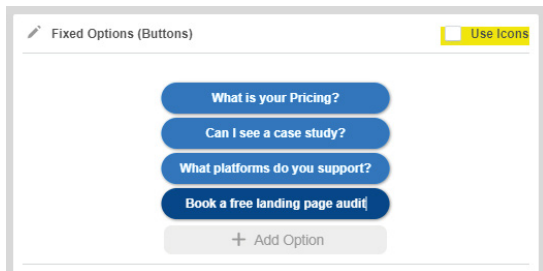 Fixed Options (Buttons)
Use Icons
What is your Pricing?
Can I see a case study?
What platforms do you support?
Book a free landing page audit
+ Add Option